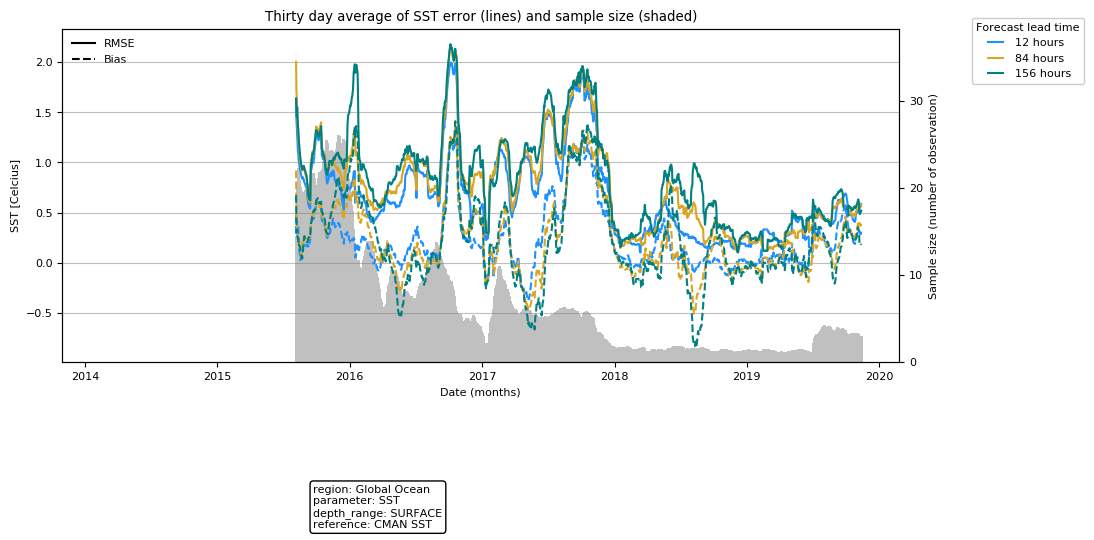 Thirty day average of SST error (lines) and sample size (shaded)
RMSE
Bias
Forecast lead time
12 hours
84 hours
156 hours
SST [Celcius]
2.0
1.5
1.0
0.5
0.0
−0.5
Sample size (number of observation)
30
20
10
0
2014
2015
2016
2017
2018
2019
2020
Date (months)
region: Global Ocean
parameter: SST
depth_range: SURFACE
reference: CMAN SST